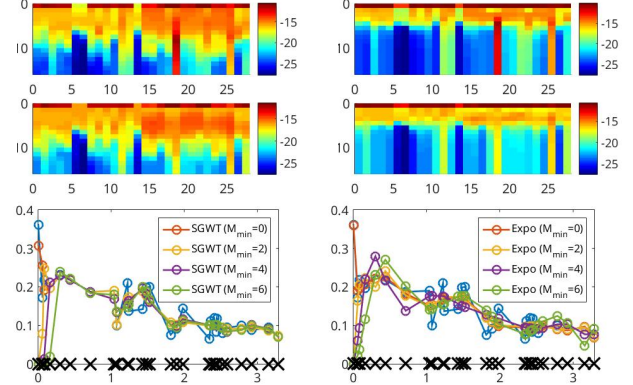 0
10
0 5 10 15 20 25
-15
-20
-25
0
10
0 5 10 15 20 25
-15
-20
-25
0
10
0 5 10 15 20 25
-15
-20
-25
0
10
0 5 10 15 20 25
-15
-20
-25
0.4
0.3
0.2
0.1
0
0 1 2 3
SGWT (M_min=0)
SGWT (M_min=2)
SGWT (M_min=4)
SGWT (M_min=6)
0.4
0.3
0.2
0.1
0
1 2 3
Expo (M_min=0)
Expo (M_min=2)
Expo (M_min=4)
Expo (M_min=6)